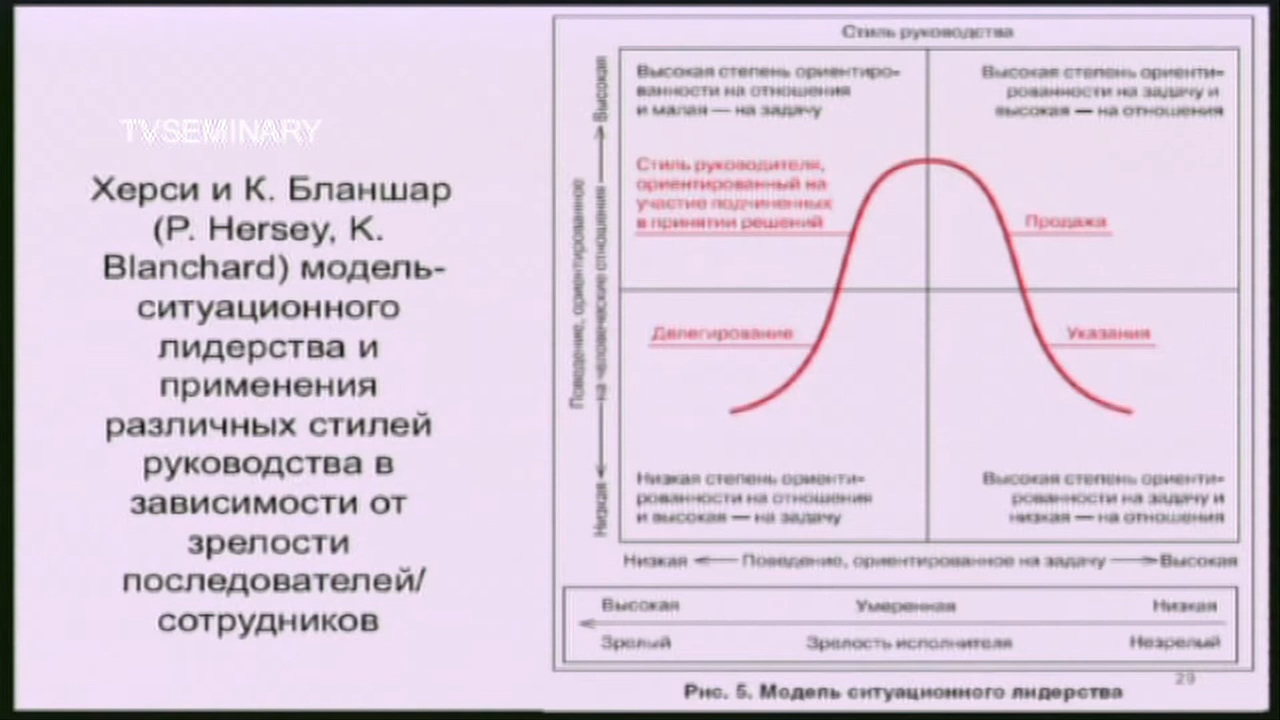 TVSEMINARY
Херси и К. Бланшар
(P. Hersey, K.
Blanchard) модель-
ситуационного
лидерства и
применения
различных стилей
руководства в
зависимости от
зрелости
последователей/
сотрудников
Стиль руководства
Высокая степень ориентиро-
ванности на отношения
и малая — на задачу
Высокая степень ориенти-
рованности на задачу и
высокая — на отношения
Стиль руководителя,
ориентированный на
участие подчиненных
в принятии решений
Продажа
Делегирование
Указания
Низкая степень ориенти-
рованности на отношения
и высокая — на задачу
Высокая степень ориенти-
рованности на задачу и
низкая — на отношения
Поведение, ориентированное
Низкая на человеческие отношения Высокая
Низкая Поведение, ориентированное на задачу Высокая
Высокая Умеренная Низкая
Зрелый Зрелость исполнителя Незрелый
29
Рис. 5. Модель ситуационного лидерства